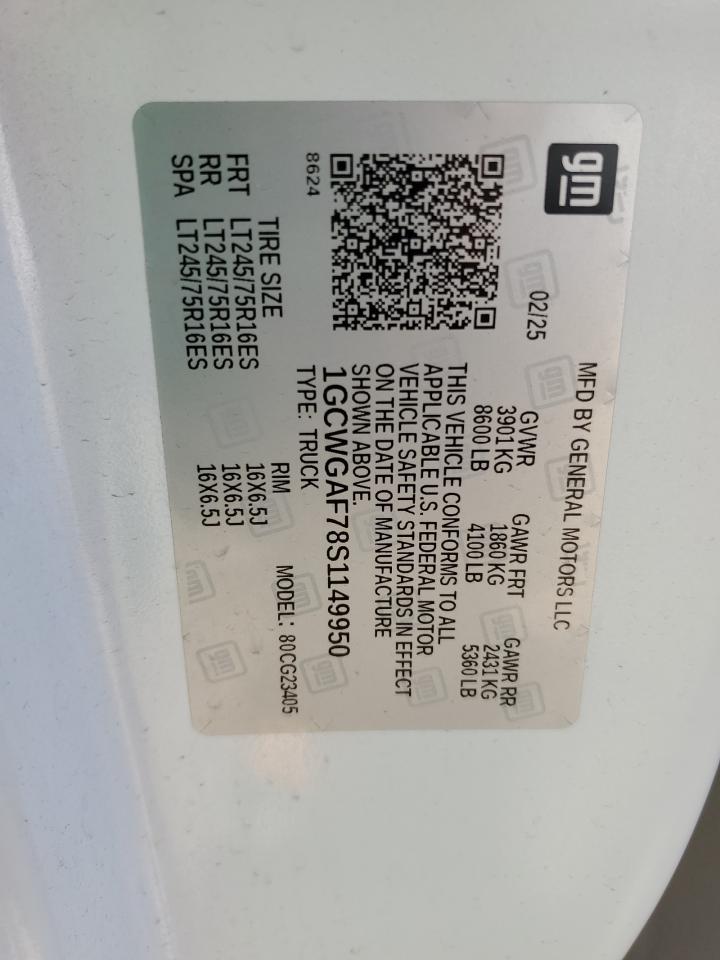 gm
MFD BY GENERAL MOTORS LLC
02/25
GVWR GAWR FRT GAWR RR
3901 KG 1860 KG 2431 KG
8600 LB 4100 LB 5360 LB
THIS VEHICLE CONFORMS TO ALL
APPLICABLE U.S. FEDERAL MOTOR
VEHICLE SAFETY STANDARDS IN EFFECT
ON THE DATE OF MANUFACTURE
SHOWN ABOVE.
1GCWGAF78S1149950
TYPE: TRUCK
8624
MODEL: 80CG23405
TIRE SIZE RIM
FRT LT245/75R16ES 16X6.5J
RR LT245/75R16ES 16X6.5J
SPA LT245/75R16ES 16X6.5J